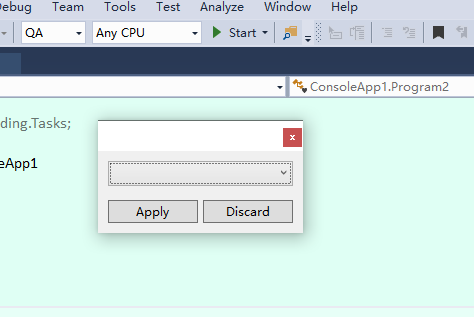 Debug Team Tools Test Analyze Window Help
QA Any CPU Start
ConsoleApp1.Program2
ding.Tasks;
eApp1
x
Apply Discard